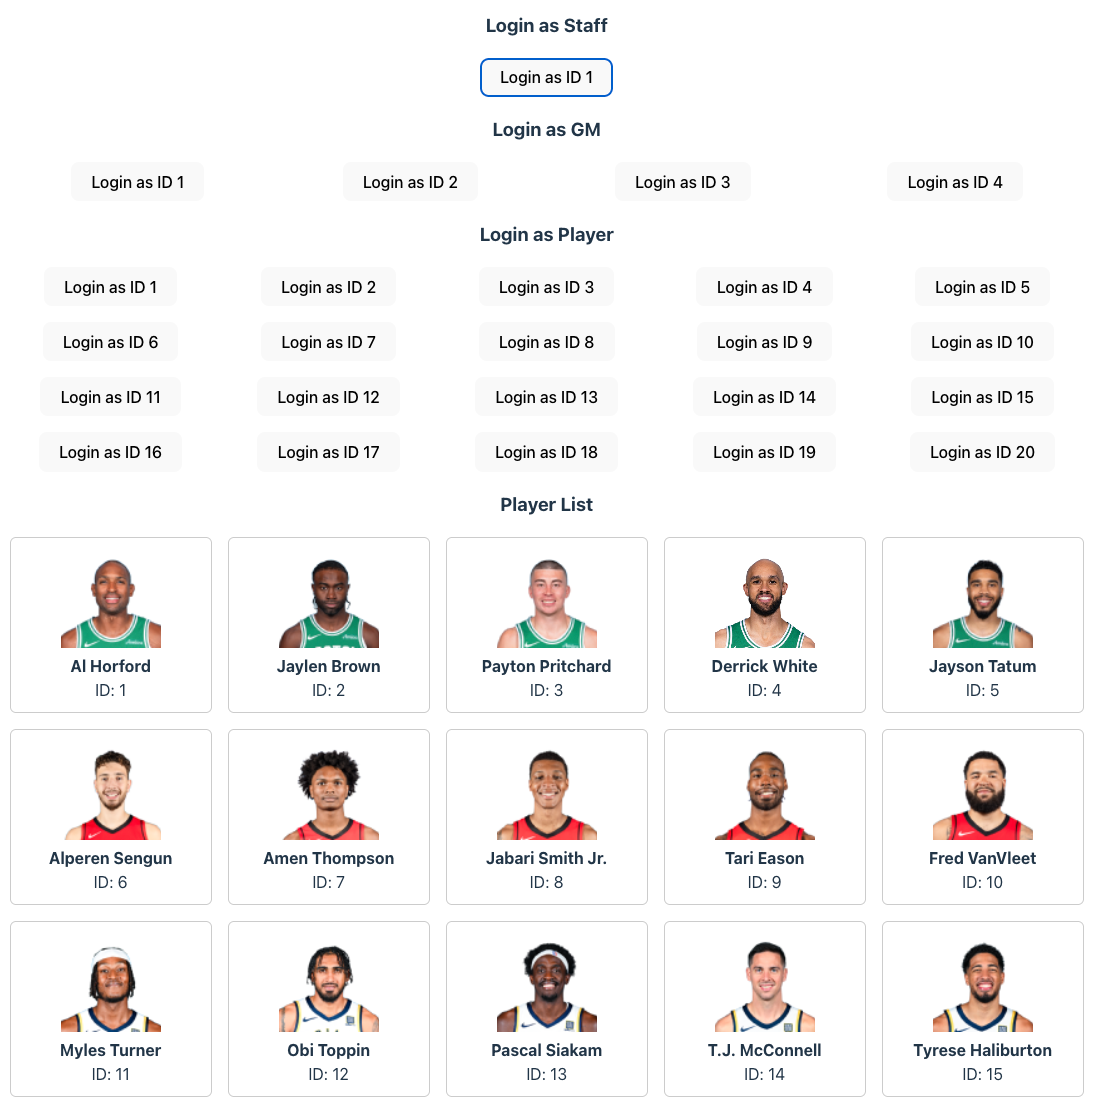 Login as Staff
Login as ID 1
Login as GM
Login as ID 1 Login as ID 2 Login as ID 3 Login as ID 4
Login as Player
Login as ID 1 Login as ID 2 Login as ID 3 Login as ID 4 Login as ID 5
Login as ID 6 Login as ID 7 Login as ID 8 Login as ID 9 Login as ID 10
Login as ID 11 Login as ID 12 Login as ID 13 Login as ID 14 Login as ID 15
Login as ID 16 Login as ID 17 Login as ID 18 Login as ID 19 Login as ID 20
Player List
Al Horford Jaylen Brown Payton Pritchard Derrick White Jayson Tatum
ID: 1 ID: 2 ID: 3 ID: 4 ID: 5
Alperen Sengun Amen Thompson Jabari Smith Jr. Tari Eason Fred VanVleet
ID: 6 ID: 7 ID: 8 ID: 9 ID: 10
Myles Turner Obi Toppin Pascal Siakam T.J. McConnell Tyrese Haliburton
ID: 11 ID: 12 ID: 13 ID: 14 ID: 15